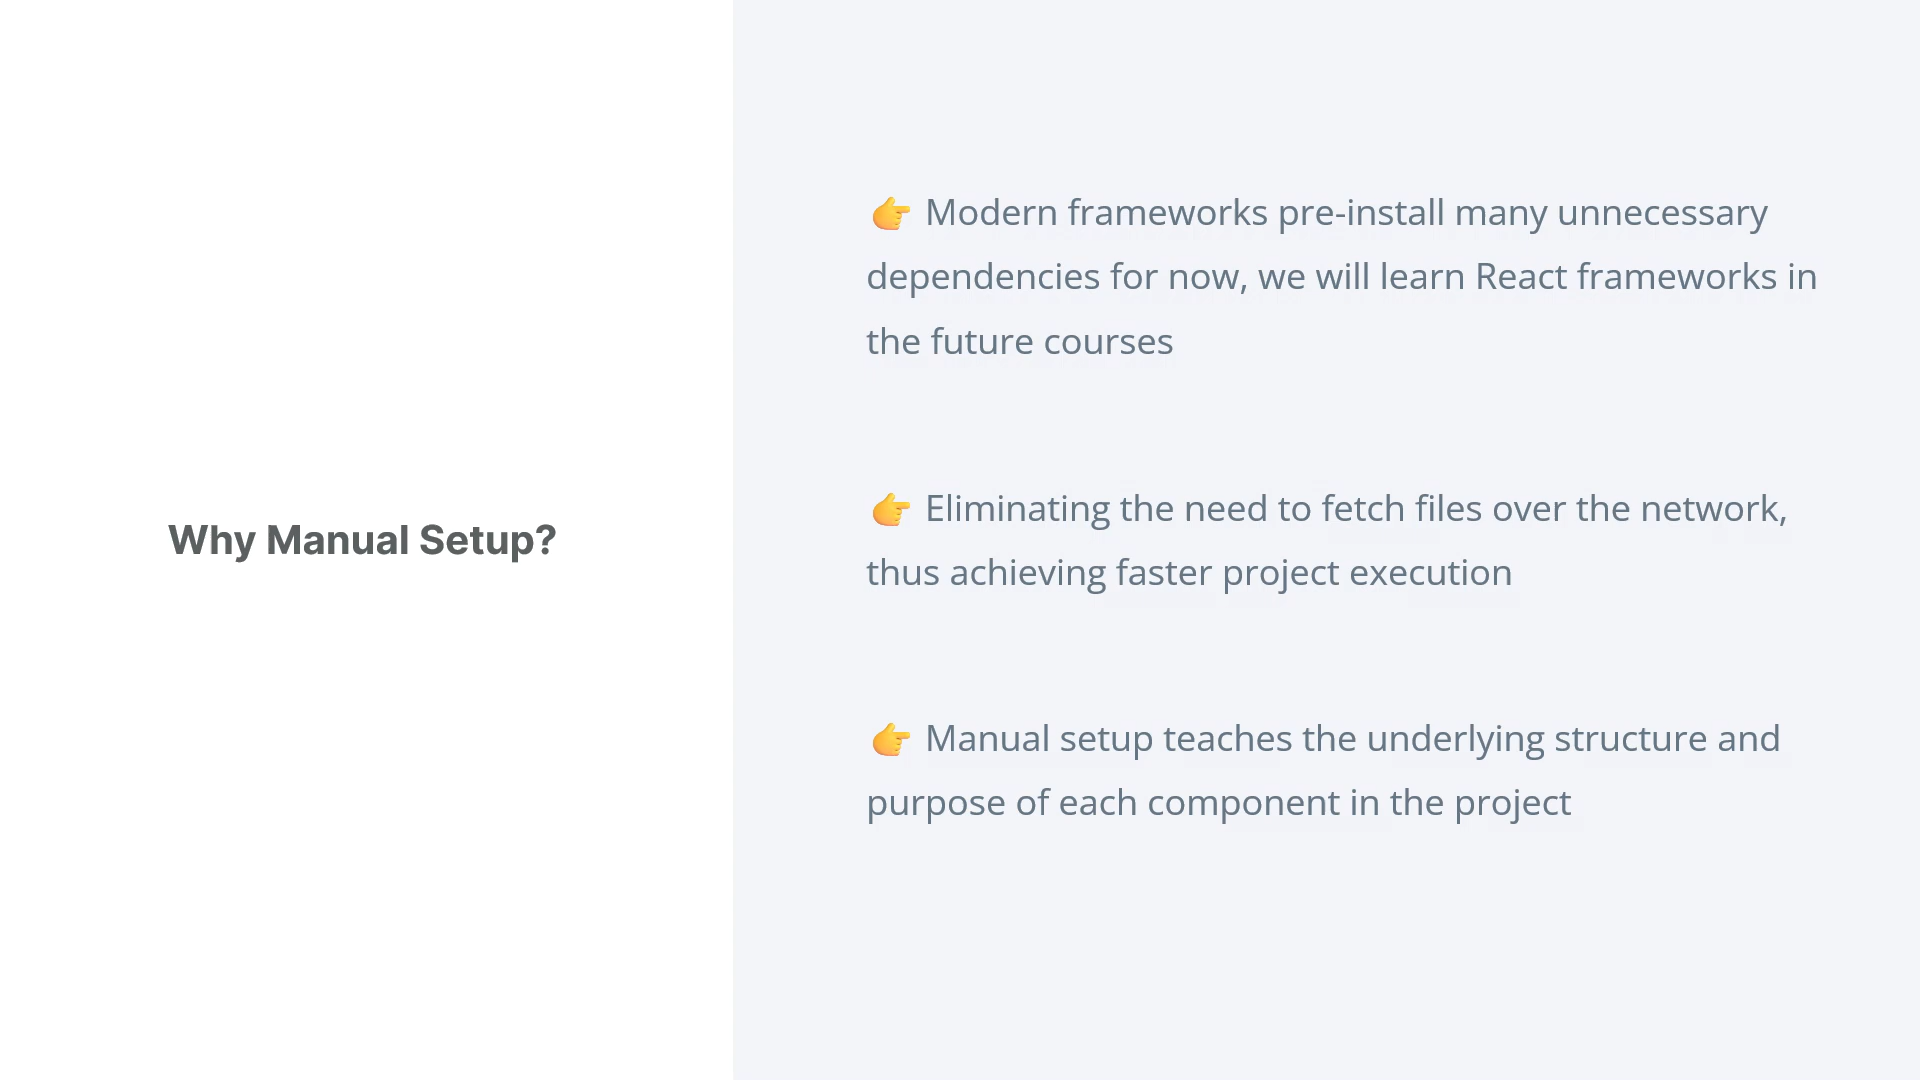 Why Manual Setup?
👉 Modern frameworks pre-install many unnecessary
dependencies for now, we will learn React frameworks in
the future courses
👉 Eliminating the need to fetch files over the network,
thus achieving faster project execution
👉 Manual setup teaches the underlying structure and
purpose of each component in the project